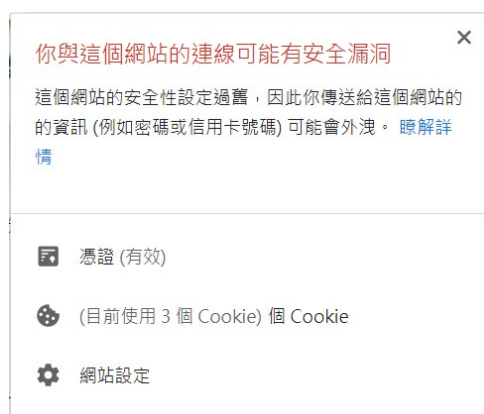 你與這個網站的連線可能有安全漏洞
這個網站的安全性設定過舊，因此你傳送給這個網站的
的資訊 (例如密碼或信用卡號碼) 可能會外洩。 瞭解詳
情
憑證 (有效)
(目前使用 3 個 Cookie) 個 Cookie
網站設定